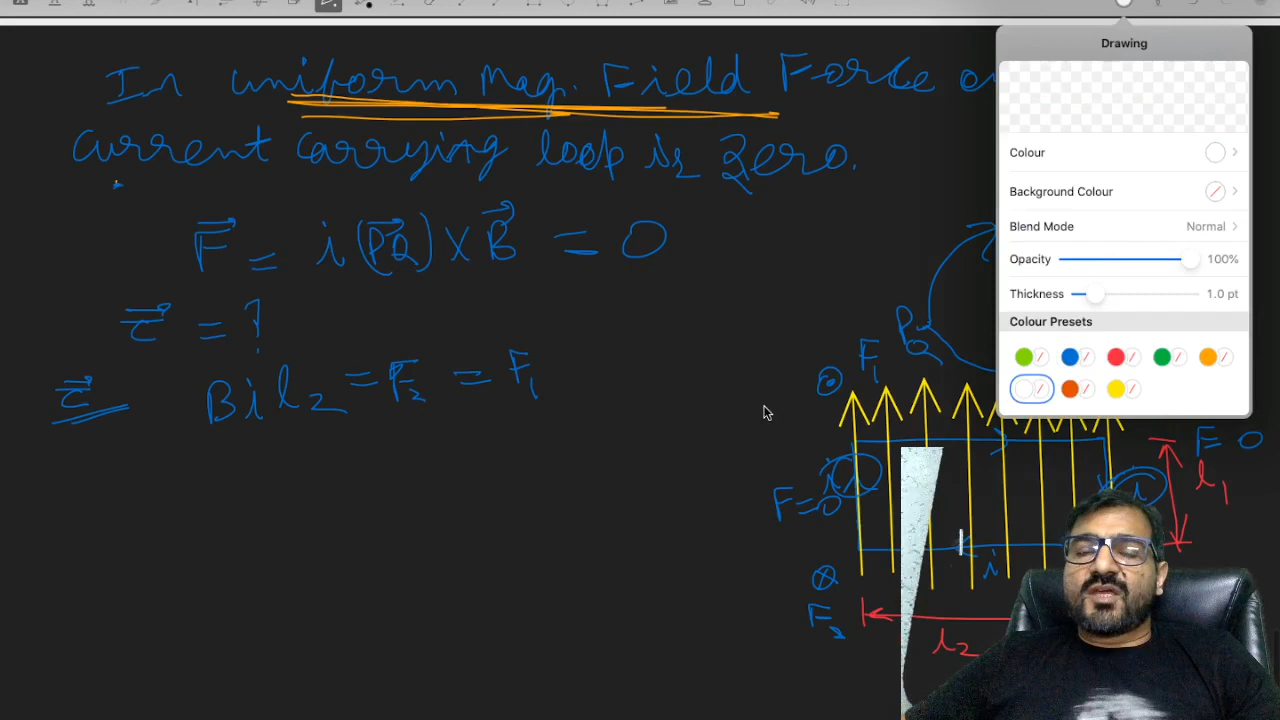 In uniform Mag. Field Force o
current carrying loop is zero.
F = i(PQ) × B = 0
τ = ?
τ Bil2 = F2 = F1
P
Q
F1
F = 0
i
i
l1
F = 0
i
F2
l2
Drawing
Colour
Background Colour
Blend Mode Normal
Opacity 100%
Thickness 1.0 pt
Colour Presets